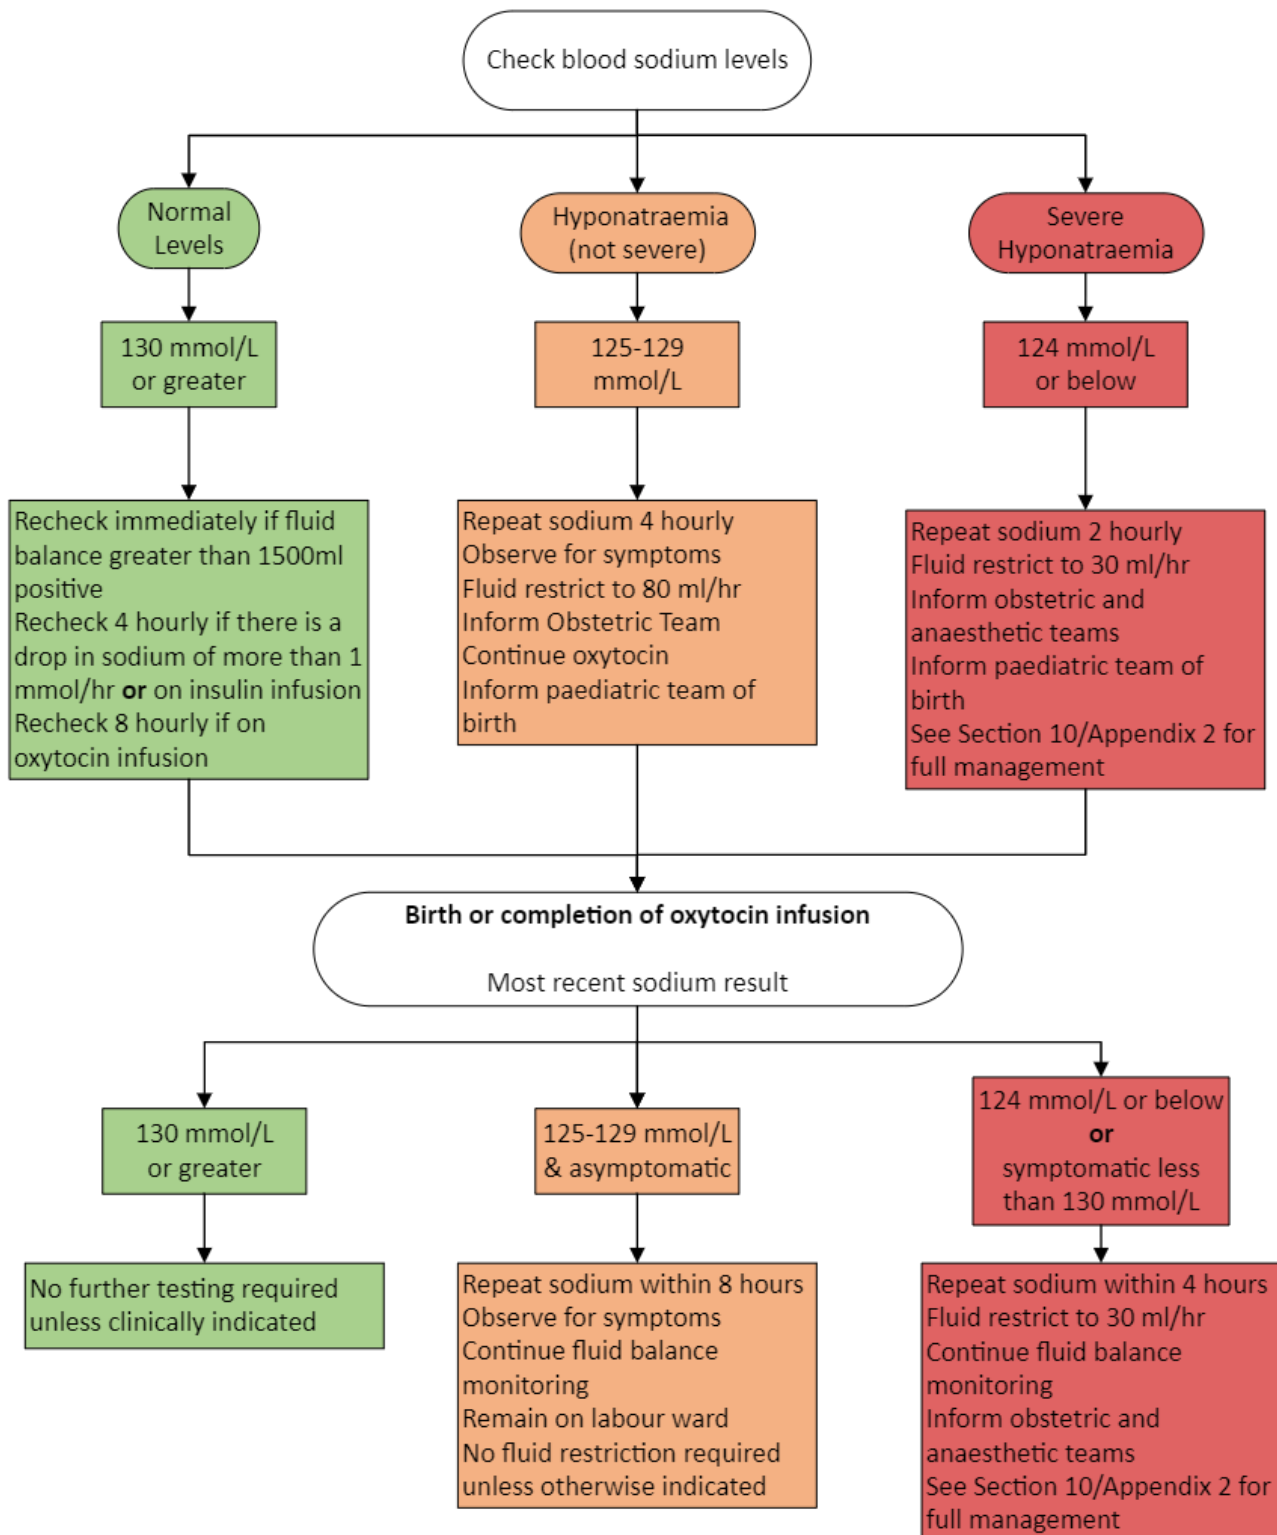 Check blood sodium levels
Normal
Levels
Hyponatraemia
(not severe)
Severe
Hyponatraemia
130 mmol/L
or greater
125-129
mmol/L
124 mmol/L
or below
Recheck immediately if fluid
balance greater than 1500ml
positive
Recheck 4 hourly if there is a
drop in sodium of more than 1
mmol/hr or on insulin infusion
Recheck 8 hourly if on
oxytocin infusion
Repeat sodium 4 hourly
Observe for symptoms
Fluid restrict to 80 ml/hr
Inform Obstetric Team
Continue oxytocin
Inform paediatric team of
birth
Repeat sodium 2 hourly
Fluid restrict to 30 ml/hr
Inform obstetric and
anaesthetic teams
Inform paediatric team of
birth
See Section 10/Appendix 2 for
full management
Birth or completion of oxytocin infusion
Most recent sodium result
130 mmol/L
or greater
125-129 mmol/L
& asymptomatic
124 mmol/L or below
or
symptomatic less
than 130 mmol/L
No further testing required
unless clinically indicated
Repeat sodium within 8 hours
Observe for symptoms
Continue fluid balance
monitoring
Remain on labour ward
No fluid restriction required
unless otherwise indicated
Repeat sodium within 4 hours
Fluid restrict to 30 ml/hr
Continue fluid balance
monitoring
Inform obstetric and
anaesthetic teams
See Section 10/Appendix 2 for
full management